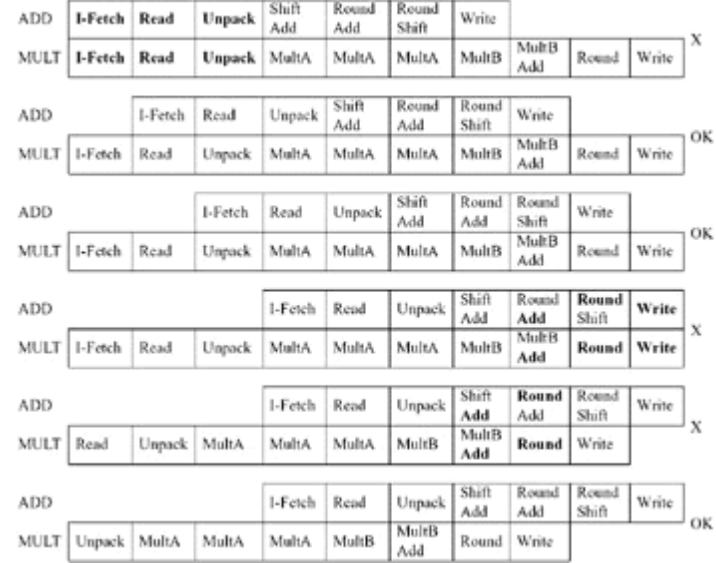 ADD I-Fetch Read Unpack Shift Add Round Add Round Shift Write
MULT I-Fetch Read Unpack MultA MultA MultA MultB MultB Add Round Write
X
ADD I-Fetch Read Unpack Shift Add Round Add Round Shift Write
MULT I-Fetch Read Unpack MultA MultA MultA MultB MultB Add Round Write
OK
ADD I-Fetch Read Unpack Shift Add Round Add Round Shift Write
MULT I-Fetch Read Unpack MultA MultA MultA MultB MultB Add Round Write
OK
ADD I-Fetch Read Unpack Shift Add Round Add Round Shift Write
MULT I-Fetch Read Unpack MultA MultA MultA MultB MultB Add Round Write
X
ADD I-Fetch Read Unpack Shift Add Round Add Round Shift Write
MULT Read Unpack MultA MultA MultA MultB MultB Add Round Write
X
ADD I-Fetch Read Unpack Shift Add Round Add Round Shift Write
MULT Unpack MultA MultA MultA MultB MultB Add Round Write
OK